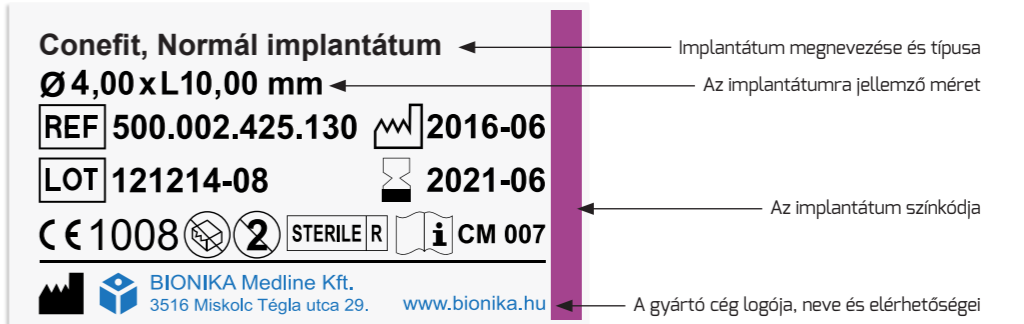 Conefit, Normál implantátum
Implantátum megnevezése és típusa
Ø 4,00 x L10,00 mm
Az implantátumra jellemző méret
REF 500.002.425.130 2016-06
LOT 121214-08 2021-06
Az implantátum színkódja
CE 1008 2 STERILE R i CM 007
BIONIKA Medline Kft.
3516 Miskolc Tégla utca 29. www.bionika.hu
A gyártó cég logója, neve és elérhetőségei